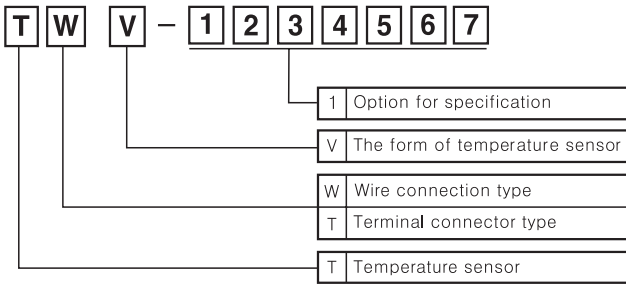 T W V - 1 2 3 4 5 6 7
1 Option for specification
V The form of temperature sensor
W Wire connection type
T Terminal connector type
T Temperature sensor